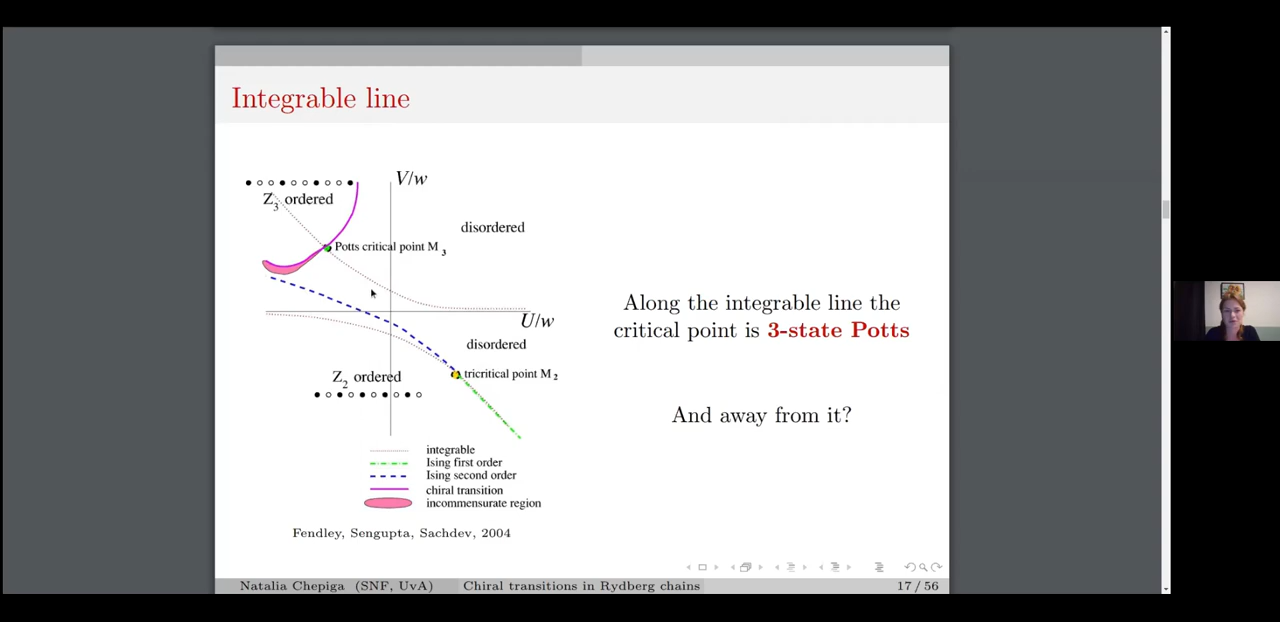 Integrable line
V/w
Z3 ordered
disordered
Potts critical point M3
U/w
disordered
Z2 ordered
tricritical point M2
integrable
Ising first order
Ising second order
chiral transition
incommensurate region
Fendley, Sengupta, Sachdev, 2004
Along the integrable line the
critical point is 3-state Potts
And away from it?
Natalia Chepiga (SNF, UvA) Chiral transitions in Rydberg chains 17 / 56